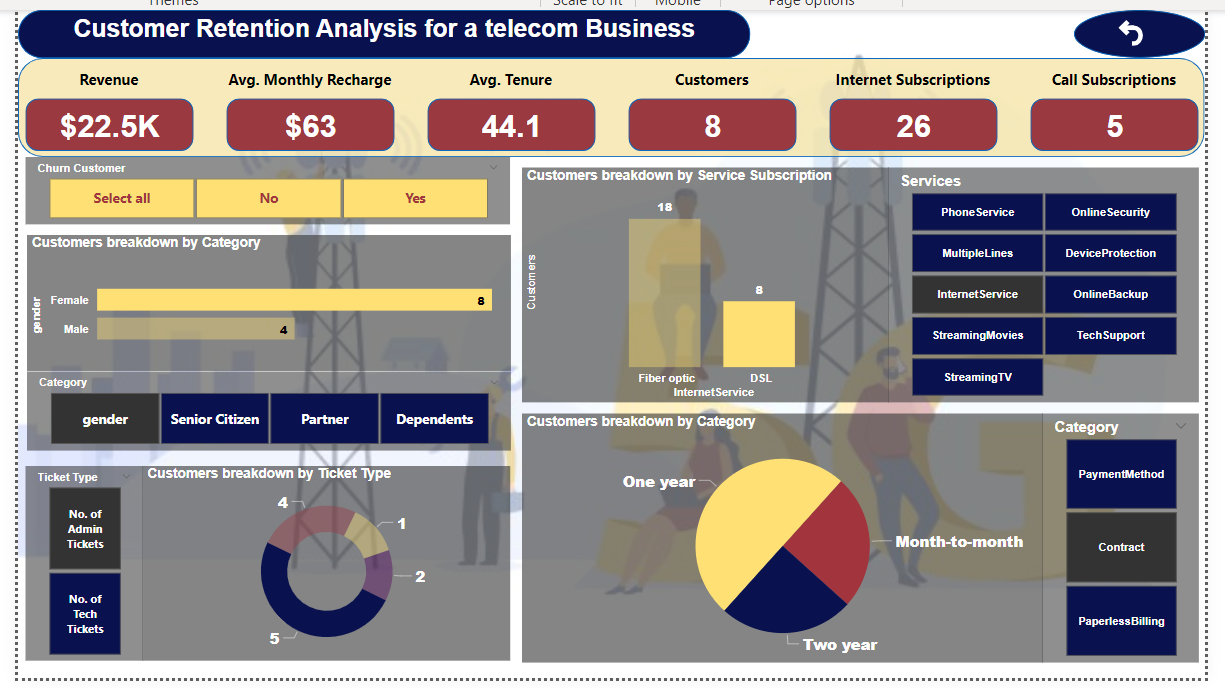 Themes
Scale to fit
Mobile
Page options
Customer Retention Analysis for a telecom Business
Revenue
Avg. Monthly Recharge
Avg. Tenure
Customers
Internet Subscriptions
Call Subscriptions
$22.5K
$63
44.1
8
26
5
Churn Customer
Select all
No
Yes
Customers breakdown by Category
gender
Female
8
Male
4
Category
gender
Senior Citizen
Partner
Dependents
Ticket Type
No. of
Admin
Tickets
No. of
Tech
Tickets
Customers breakdown by Ticket Type
4
1
2
5
Customers breakdown by Service Subscription
Customers
18
8
Fiber optic
DSL
InternetService
Services
PhoneService
OnlineSecurity
MultipleLines
DeviceProtection
InternetService
OnlineBackup
StreamingMovies
TechSupport
StreamingTV
Customers breakdown by Category
One year
Month-to-month
Two year
Category
PaymentMethod
Contract
PaperlessBilling